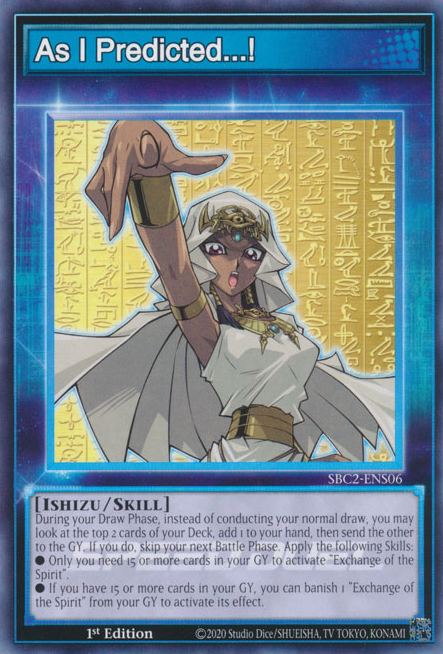 As I Predicted...!
SBC2-ENS06
[Ishizu/Skill]
During your Draw Phase, instead of conducting your normal draw, you may
look at the top 2 cards of your Deck, add 1 to your hand, then send the other
to the GY. If you do, skip your next Battle Phase. Apply the following Skills:
● Only you need 15 or more cards in your GY to activate "Exchange of the
Spirit".
● If you have 15 or more cards in your GY, you can banish 1 "Exchange of
the Spirit" from your GY to activate its effect.
1st Edition
©2020 Studio Dice/SHUEISHA, TV TOKYO, KONAMI